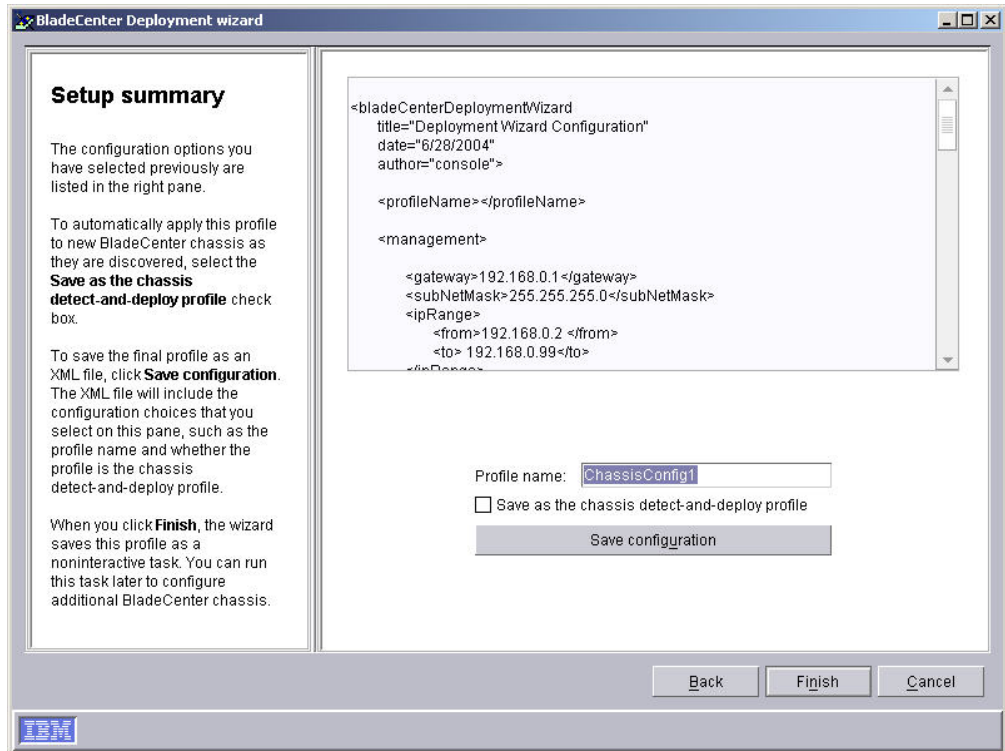 BladeCenter Deployment wizard
Setup summary
The configuration options you
have selected previously are
listed in the right pane.
To automatically apply this profile
to new BladeCenter chassis as
they are discovered, select the
Save as the chassis
detect-and-deploy profile check
box.
To save the final profile as an
XML file, click Save configuration.
The XML file will include the
configuration choices that you
select on this pane, such as the
profile name and whether the
profile is the chassis
detect-and-deploy profile.
When you click Finish, the wizard
saves this profile as a
noninteractive task. You can run
this task later to configure
additional BladeCenter chassis.
<bladeCenterDeploymentWizard
title="Deployment Wizard Configuration"
date="6/28/2004"
author="console">
<profileName></profileName>
<management>
<gateway>192.168.0.1</gateway>
<subNetMask>255.255.255.0</subNetMask>
<ipRange>
<from>192.168.0.2 </from>
<to> 192.168.0.99</to>
</ipRange>
Profile name: ChassisConfig1
Save as the chassis detect-and-deploy profile
Save configuration
Back Finish Cancel
IBM